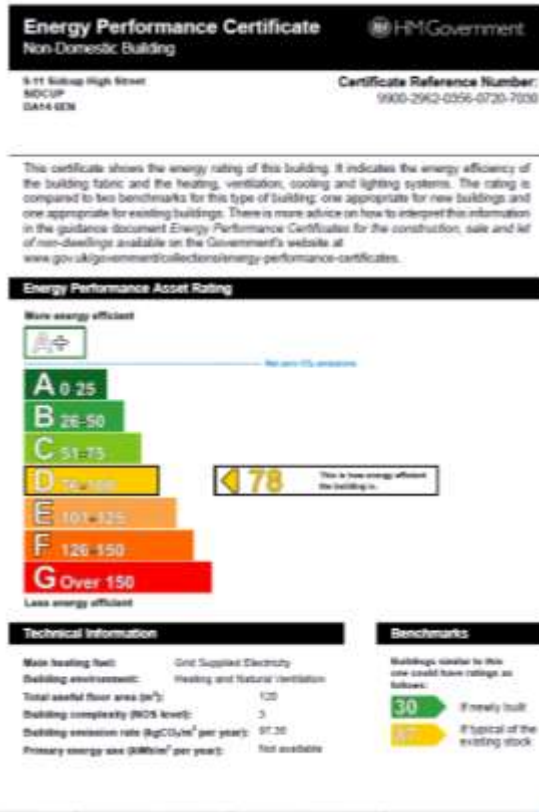 Energy Performance Certificate
HM Government
Non-Domestic Building
Sidcup High Street
SIDCUP
DA14 6EN
Certificate Reference Number:
9900-2962-0356-0720-7030
This certificate shows the energy rating of this building. It indicates the energy efficiency of
the building fabric and the heating, ventilation, cooling and lighting systems. The rating is
compared to two benchmarks for this type of building: one appropriate for new buildings and
one appropriate for existing buildings. There is more advice on how to interpret this information
in the guidance document Energy Performance Certificates for the construction, sale and let
of non-dwellings available on the Government's website at
www.gov.uk/government/collections/energy-performance-certificates.
Energy Performance Asset Rating
More energy efficient
A+
Net zero CO₂ emissions
A 0-25
B 26-50
C 51-75
D 76-100
78
This is how energy efficient
the building is.
E 101-125
F 126-150
G Over 150
Less energy efficient
Technical Information
Main heating fuel: Grid Supplied Electricity
Building environment: Heating and Natural Ventilation
Total useful floor area (m²): 120
Building complexity (NOS level): 3
Building emission rate (kgCO₂/m² per year):
Primary energy use (kWh/m² per year): Not available
Benchmarks
Buildings similar to this
one could have ratings as
follows:
30
If newly built
If typical of the
existing stock